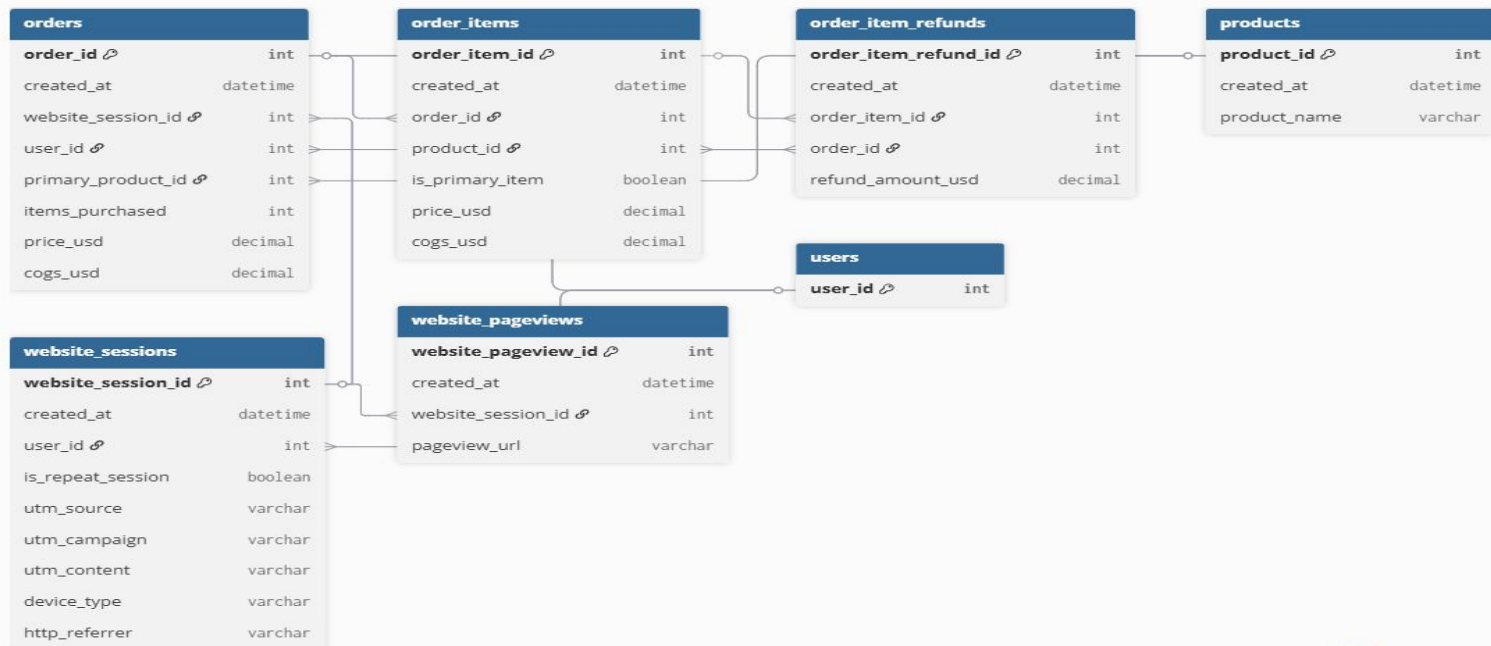 orders
order_id int
created_at datetime
website_session_id int
user_id int
primary_product_id int
items_purchased int
price_usd decimal
cogs_usd decimal
order_items
order_item_id int
created_at datetime
order_id int
product_id int
is_primary_item boolean
price_usd decimal
cogs_usd decimal
order_item_refunds
order_item_refund_id int
created_at datetime
order_item_id int
order_id int
refund_amount_usd decimal
products
product_id int
created_at datetime
product_name varchar
users
user_id int
website_pageviews
website_pageview_id int
created_at datetime
website_session_id int
pageview_url varchar
website_sessions
website_session_id int
created_at datetime
user_id int
is_repeat_session boolean
utm_source varchar
utm_campaign varchar
utm_content varchar
device_type varchar
http_referrer varchar